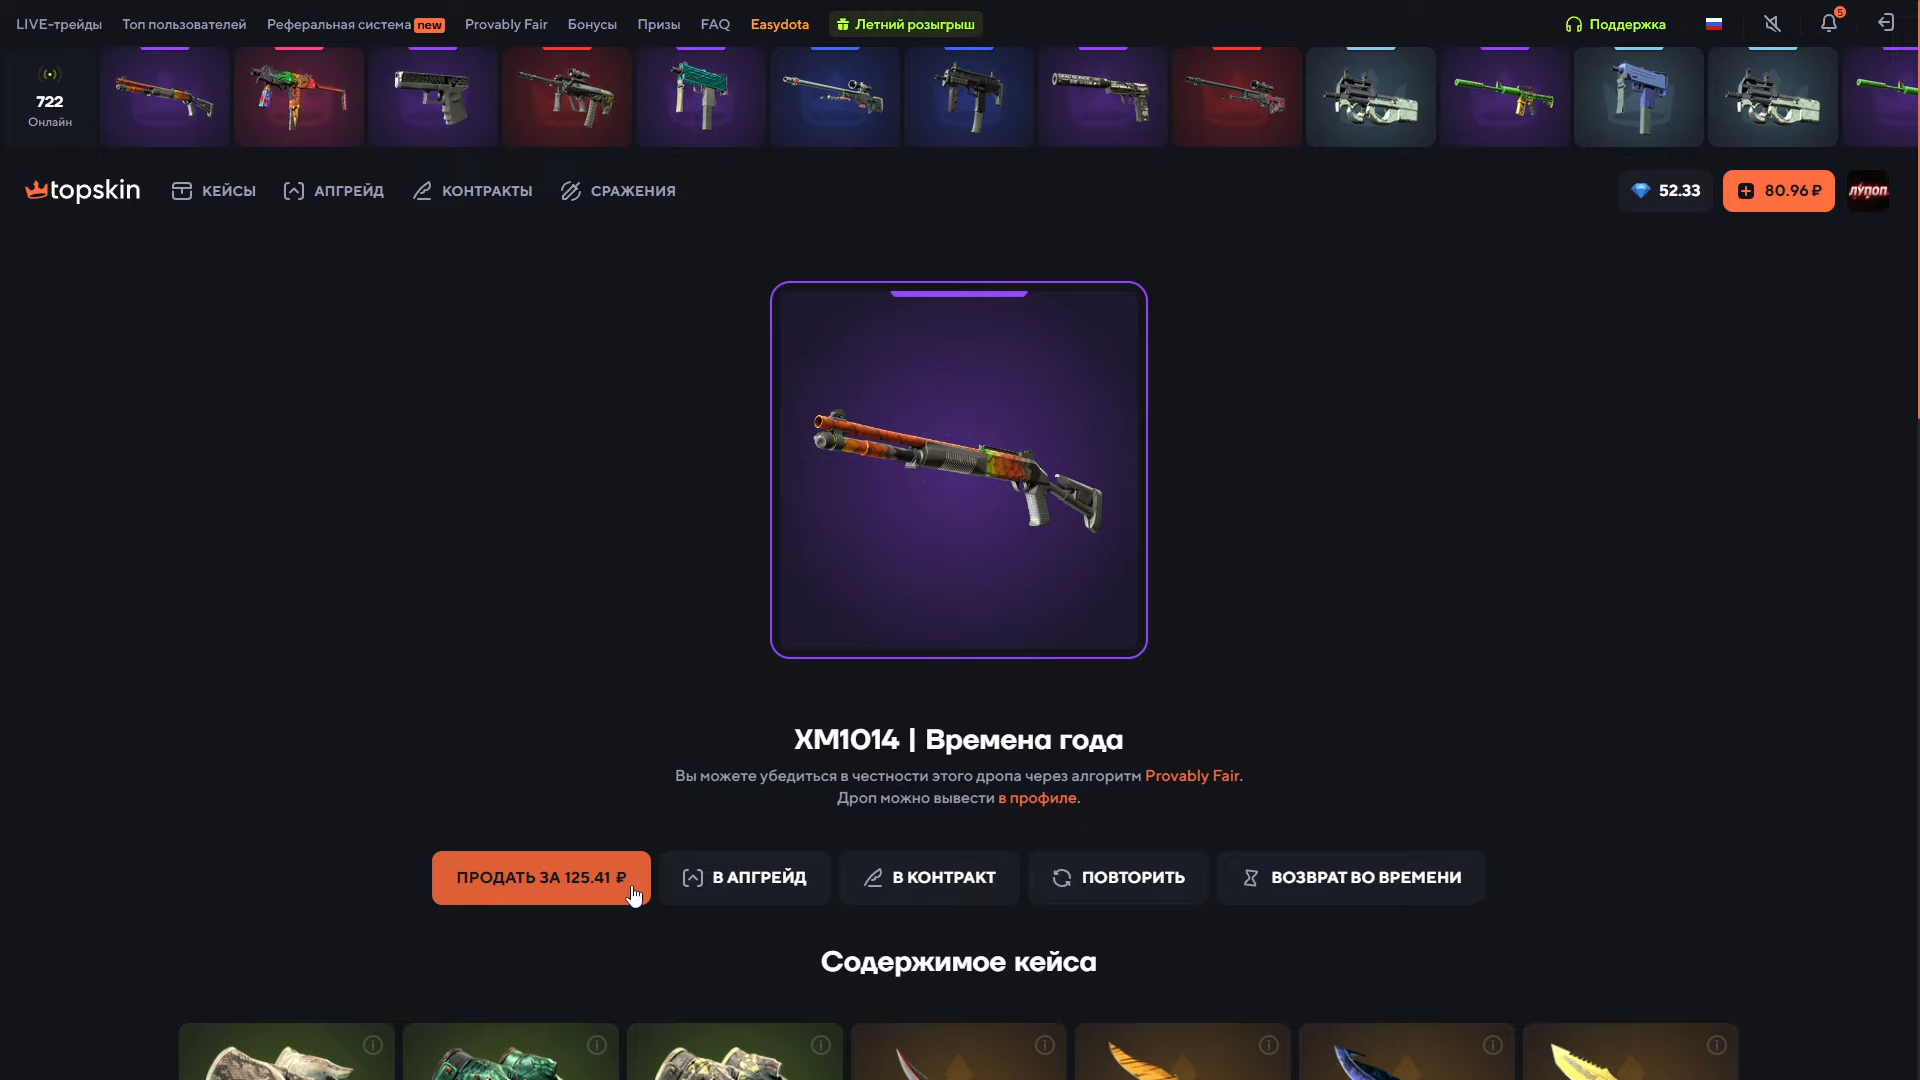 LIVE-трейды Топ пользователей Реферальная система new Provably Fair Бонусы Призы FAQ Easydota Летний розыгрыш Поддержка 5
722
Онлайн
topskin КЕЙСЫ АПГРЕЙД КОНТРАКТЫ СРАЖЕНИЯ 52.33 80.96 ₽ ЛУПОП
XM1014 | Времена года
Вы можете убедиться в честности этого дропа через алгоритм Provably Fair.
Дроп можно вывести в профиле.
ПРОДАТЬ ЗА 125.41 ₽ В АПГРЕЙД В КОНТРАКТ ПОВТОРИТЬ ВОЗВРАТ ВО ВРЕМЕНИ
Содержимое кейса